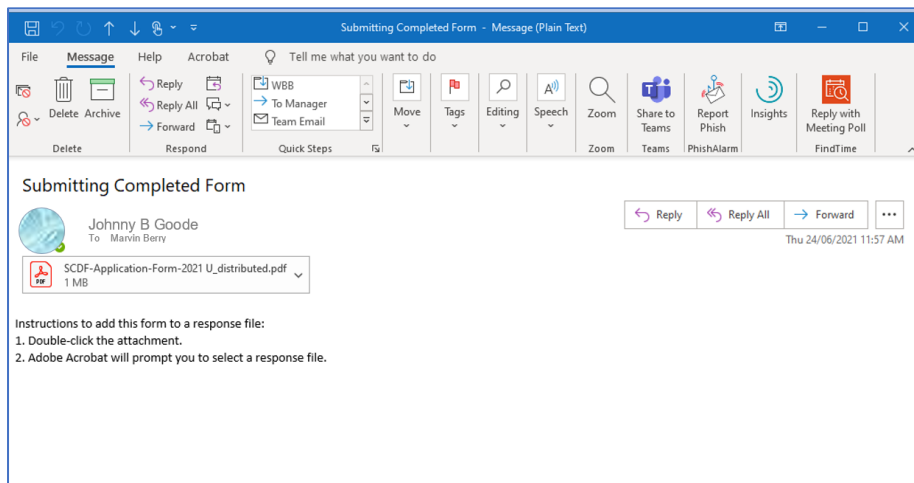 Submitting Completed Form - Message (Plain Text)
File Message Help Acrobat Tell me what you want to do
Delete Archive
Reply
Reply All
Forward
WBB
To Manager
Team Email
Move
Tags
Editing
Speech
Zoom
Share to Teams
Report Phish
Insights
Reply with Meeting Poll
Delete Respond Quick Steps Zoom Teams PhishAlarm FindTime
Submitting Completed Form
Johnny B Goode
To Marvin Berry
Reply Reply All Forward
Thu 24/06/2021 11:57 AM
SCDF-Application-Form-2021 U_distributed.pdf
1 MB
Instructions to add this form to a response file:
1. Double-click the attachment.
2. Adobe Acrobat will prompt you to select a response file.